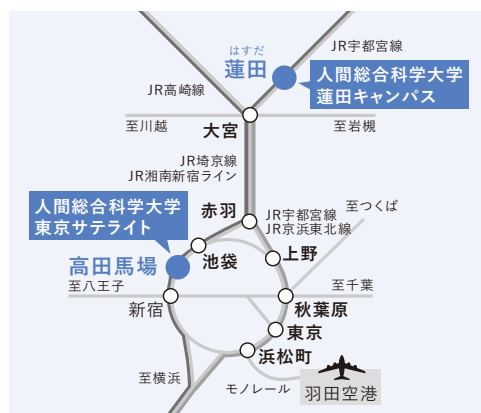 はすだ
蓮田
JR宇都宮線
人間総合科学大学
蓮田キャンパス
JR高崎線
至川越
大宮
至岩槻
JR埼京線
JR湘南新宿ライン
人間総合科学大学
東京サテライト
赤羽
JR宇都宮線
JR京浜東北線
至つくば
高田馬場
池袋
上野
至八王子
至千葉
新宿
秋葉原
東京
浜松町
至横浜
モノレール
羽田空港